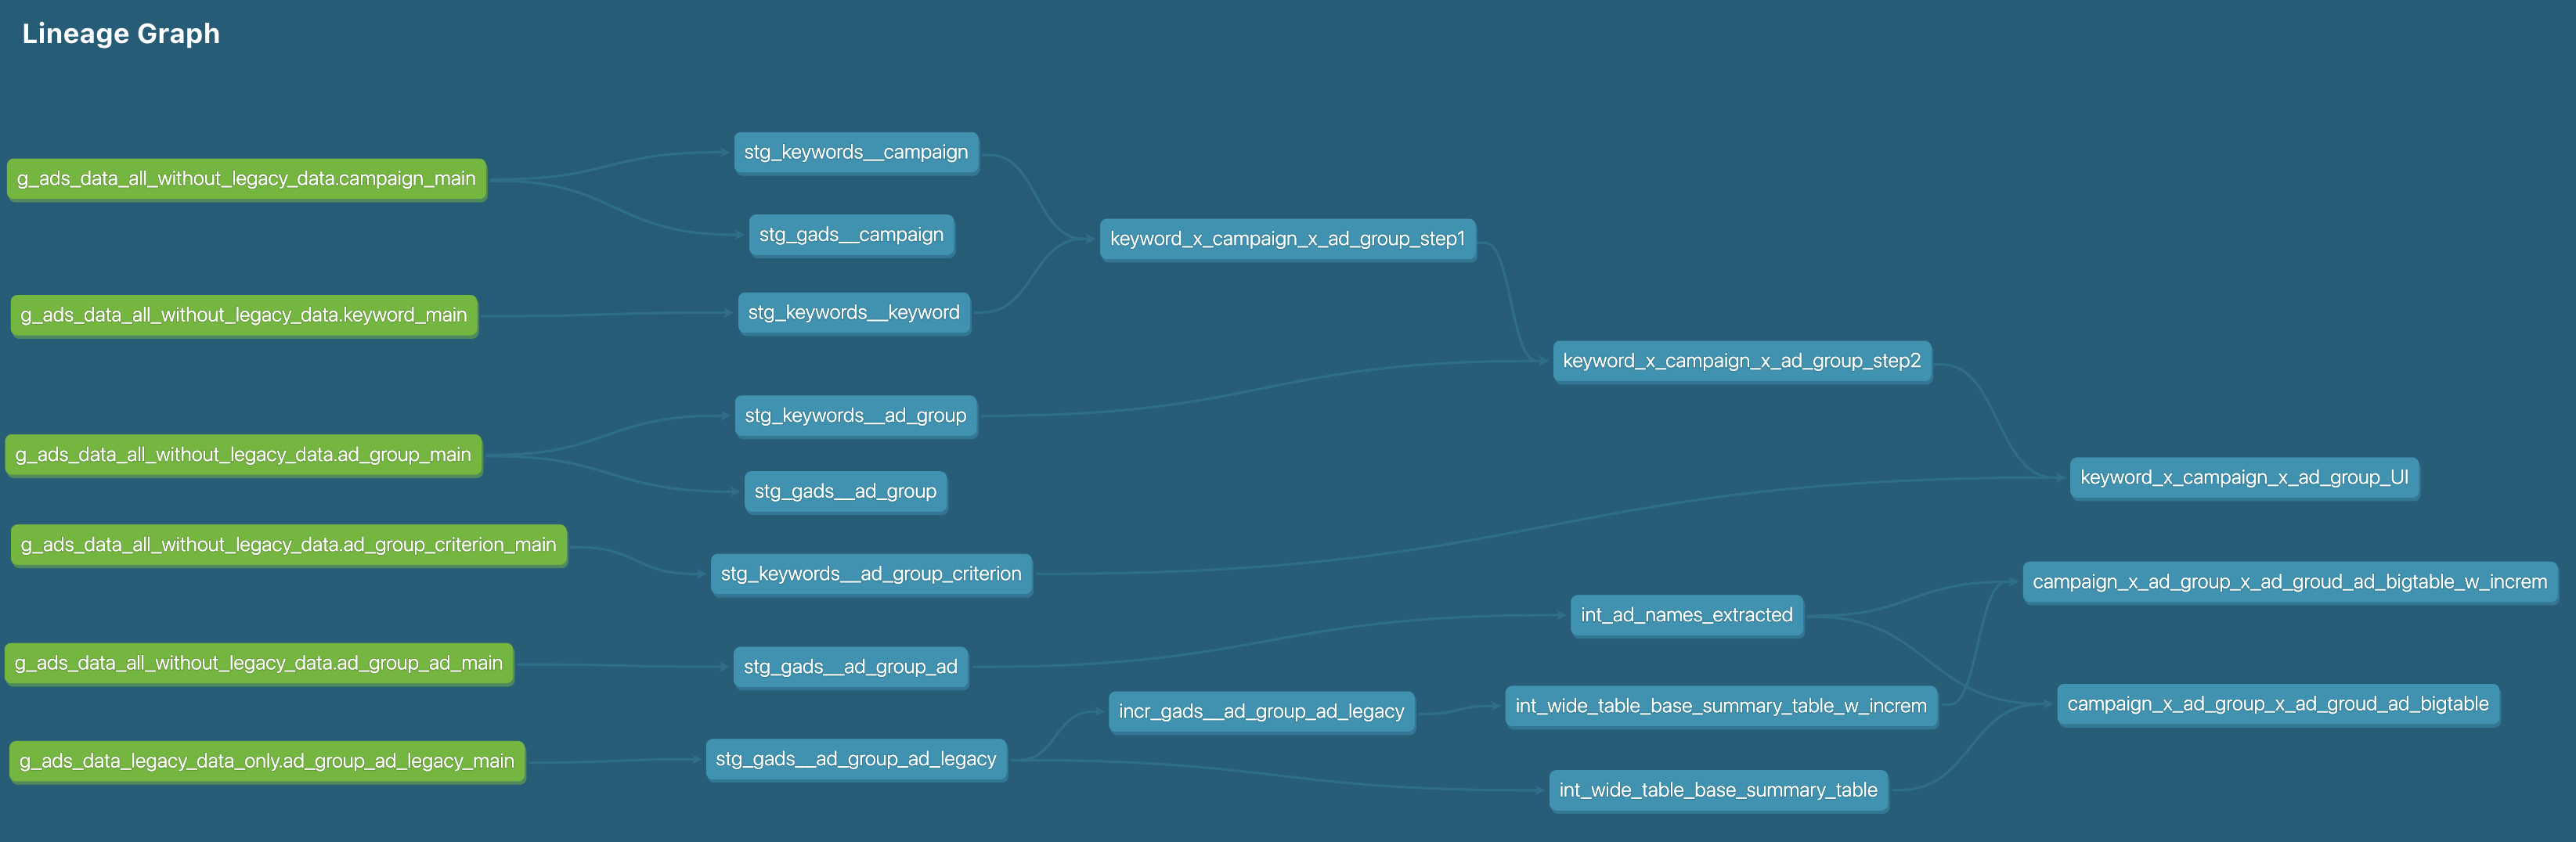 Lineage Graph
g_ads_data_all_without_legacy_data.campaign_main
g_ads_data_all_without_legacy_data.keyword_main
g_ads_data_all_without_legacy_data.ad_group_main
g_ads_data_all_without_legacy_data.ad_group_criterion_main
g_ads_data_all_without_legacy_data.ad_group_ad_main
g_ads_data_legacy_data_only.ad_group_ad_legacy_main
stg_keywords__campaign
stg_gads__campaign
stg_keywords__keyword
stg_keywords__ad_group
stg_gads__ad_group
stg_keywords__ad_group_criterion
stg_gads__ad_group_ad
stg_gads__ad_group_ad_legacy
keyword_x_campaign_x_ad_group_step1
incr_gads__ad_group_ad_legacy
keyword_x_campaign_x_ad_group_step2
int_ad_names_extracted
int_wide_table_base_summary_table_w_increm
int_wide_table_base_summary_table
keyword_x_campaign_x_ad_group_UI
campaign_x_ad_group_x_ad_groud_ad_bigtable_w_increm
campaign_x_ad_group_x_ad_groud_ad_bigtable